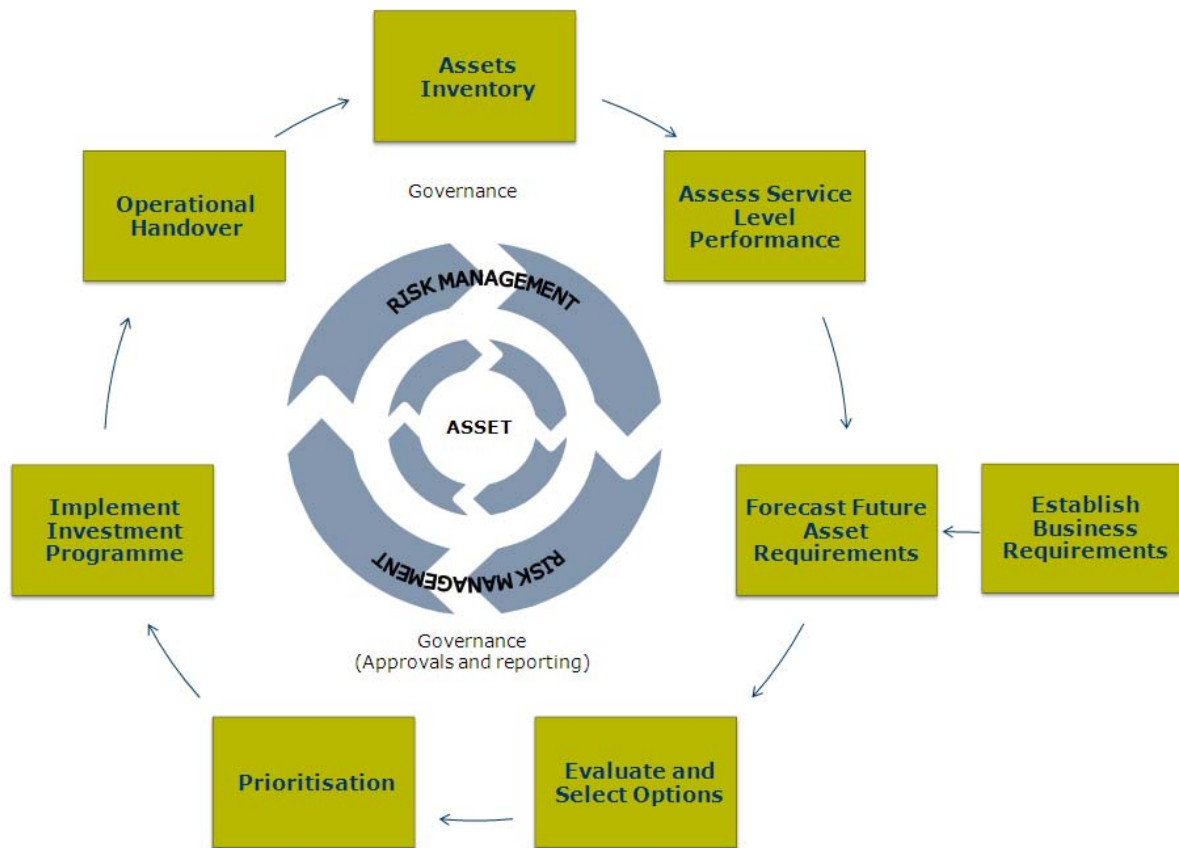 Assets
Inventory
Operational
Handover
Governance
Assess Service
Level
Performance
RISK MANAGEMENT
ASSET
Implement
Investment
Programme
Forecast Future
Asset
Requirements
Establish
Business
Requirements
RISK MANAGEMENT
Governance
(Approvals and reporting)
Prioritisation
Evaluate and
Select Options